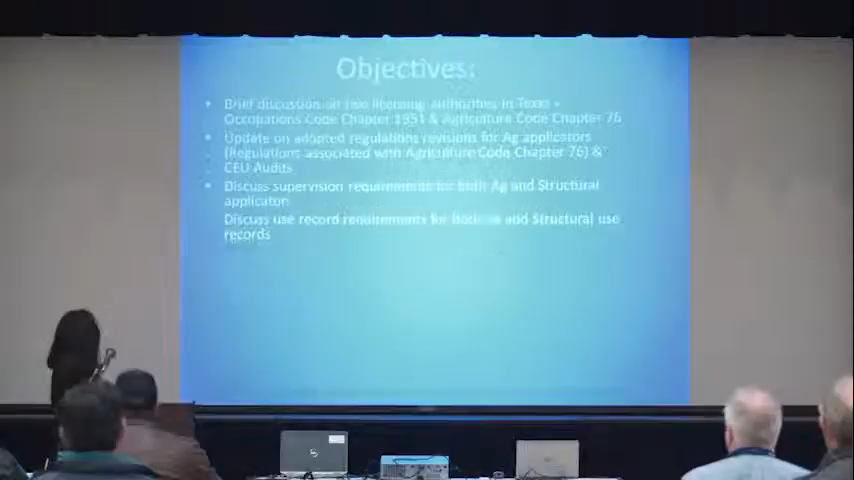 Objectives:
• Brief discussion on two licensing authorities in Texas –
Occupations Code Chapter 1951 & Agriculture Code Chapter 76
• Update on adopted regulations revisions for Ag applicators
(Regulations associated with Agriculture Code Chapter 76) &
CEU Audits
• Discuss supervision requirements for both Ag and Structural
applicators
Discuss use record requirements for both and Structural use
records